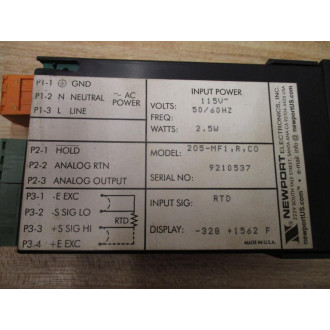 P1-1 GND
P1-2 N NEUTRAL
P1-3 L LINE
~ AC
POWER
P2-1 HOLD
P2-2 ANALOG RTN
P2-3 ANALOG OUTPUT
P3-1 -E EXC
P3-2 -S SIG LO
P3-3 +S SIG HI
P3-4 +E EXC
RTD
INPUT POWER
VOLTS: 115V~
FREQ: 50/60HZ
WATTS: 2.5W
MODEL: 205-MF1,R,C0
SERIAL NO: 9210537
INPUT SIG: RTD
DISPLAY: -328 +1562 F
MADE IN U.S.A.
NEWPORT
ELECTRONICS, INC.
newportUS.com